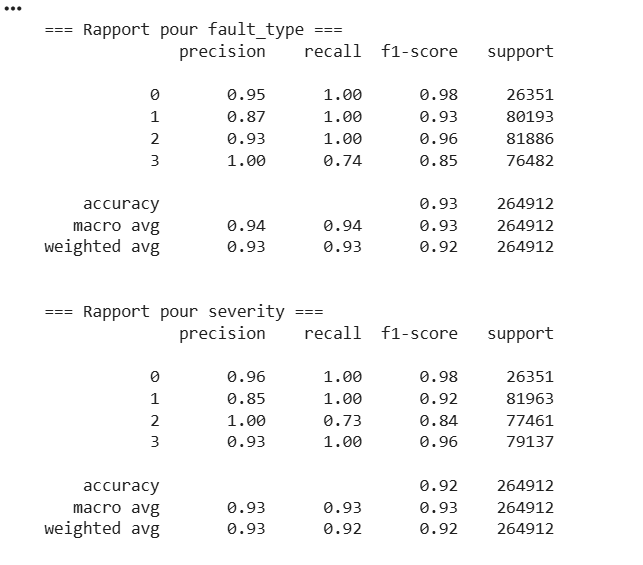 •••
=== Rapport pour fault_type ===
precision recall f1-score support
0 0.95 1.00 0.98 26351
1 0.87 1.00 0.93 80193
2 0.93 1.00 0.96 81886
3 1.00 0.74 0.85 76482
accuracy 0.93 264912
macro avg 0.94 0.94 0.93 264912
weighted avg 0.93 0.93 0.92 264912
=== Rapport pour severity ===
precision recall f1-score support
0 0.96 1.00 0.98 26351
1 0.85 1.00 0.92 81963
2 1.00 0.73 0.84 77461
3 0.93 1.00 0.96 79137
accuracy 0.92 264912
macro avg 0.93 0.93 0.93 264912
weighted avg 0.93 0.92 0.92 264912